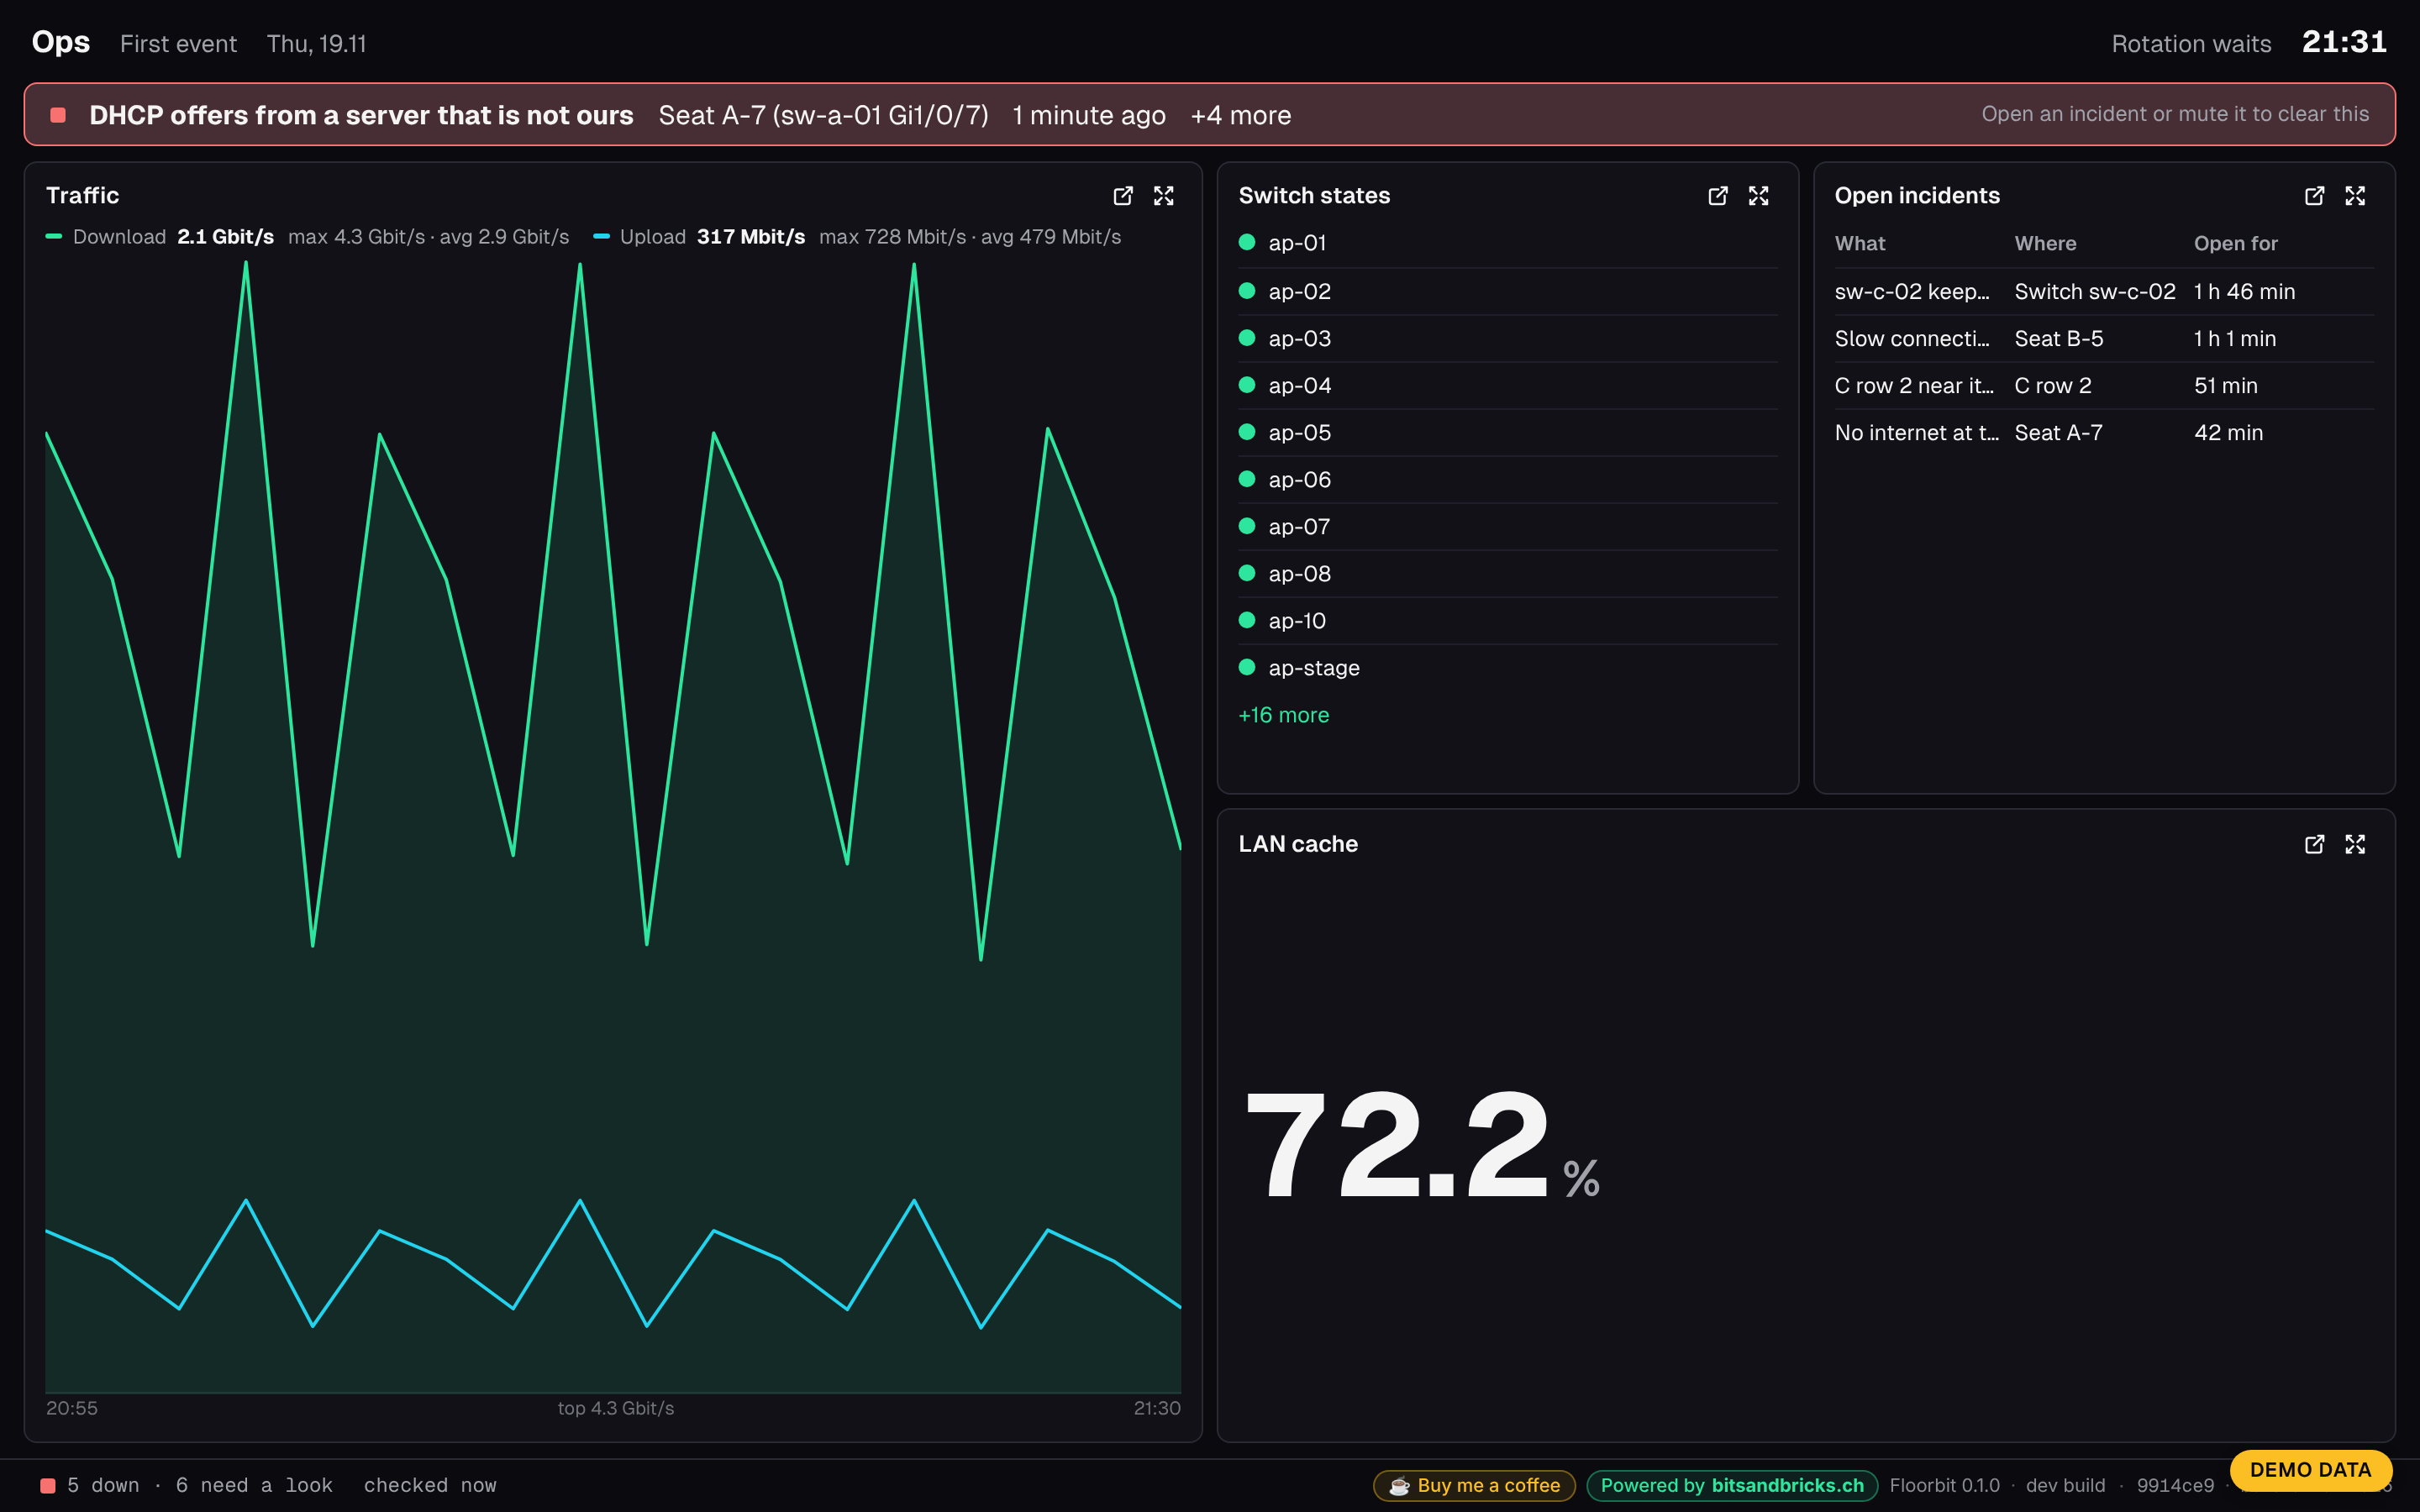 Ops First event Thu, 19.11 Rotation waits 21:31
DHCP offers from a server that is not ours Seat A-7 (sw-a-01 Gi1/0/7) 1 minute ago +4 more Open an incident or mute it to clear this
Traffic
Download 2.1 Gbit/s max 4.3 Gbit/s · avg 2.9 Gbit/s Upload 317 Mbit/s max 728 Mbit/s · avg 479 Mbit/s
20:55 top 4.3 Gbit/s 21:30
Switch states
ap-01
ap-02
ap-03
ap-04
ap-05
ap-06
ap-07
ap-08
ap-10
ap-stage
+16 more
Open incidents
What Where Open for
sw-c-02 keep... Switch sw-c-02 1 h 46 min
Slow connecti... Seat B-5 1 h 1 min
C row 2 near it... C row 2 51 min
No internet at t... Seat A-7 42 min
LAN cache
72.2 %
5 down · 6 need a look checked now
☕ Buy me a coffee Powered by bitsandbricks.ch Floorbit 0.1.0 · dev build · 9914ce9 ·
DEMO DATA